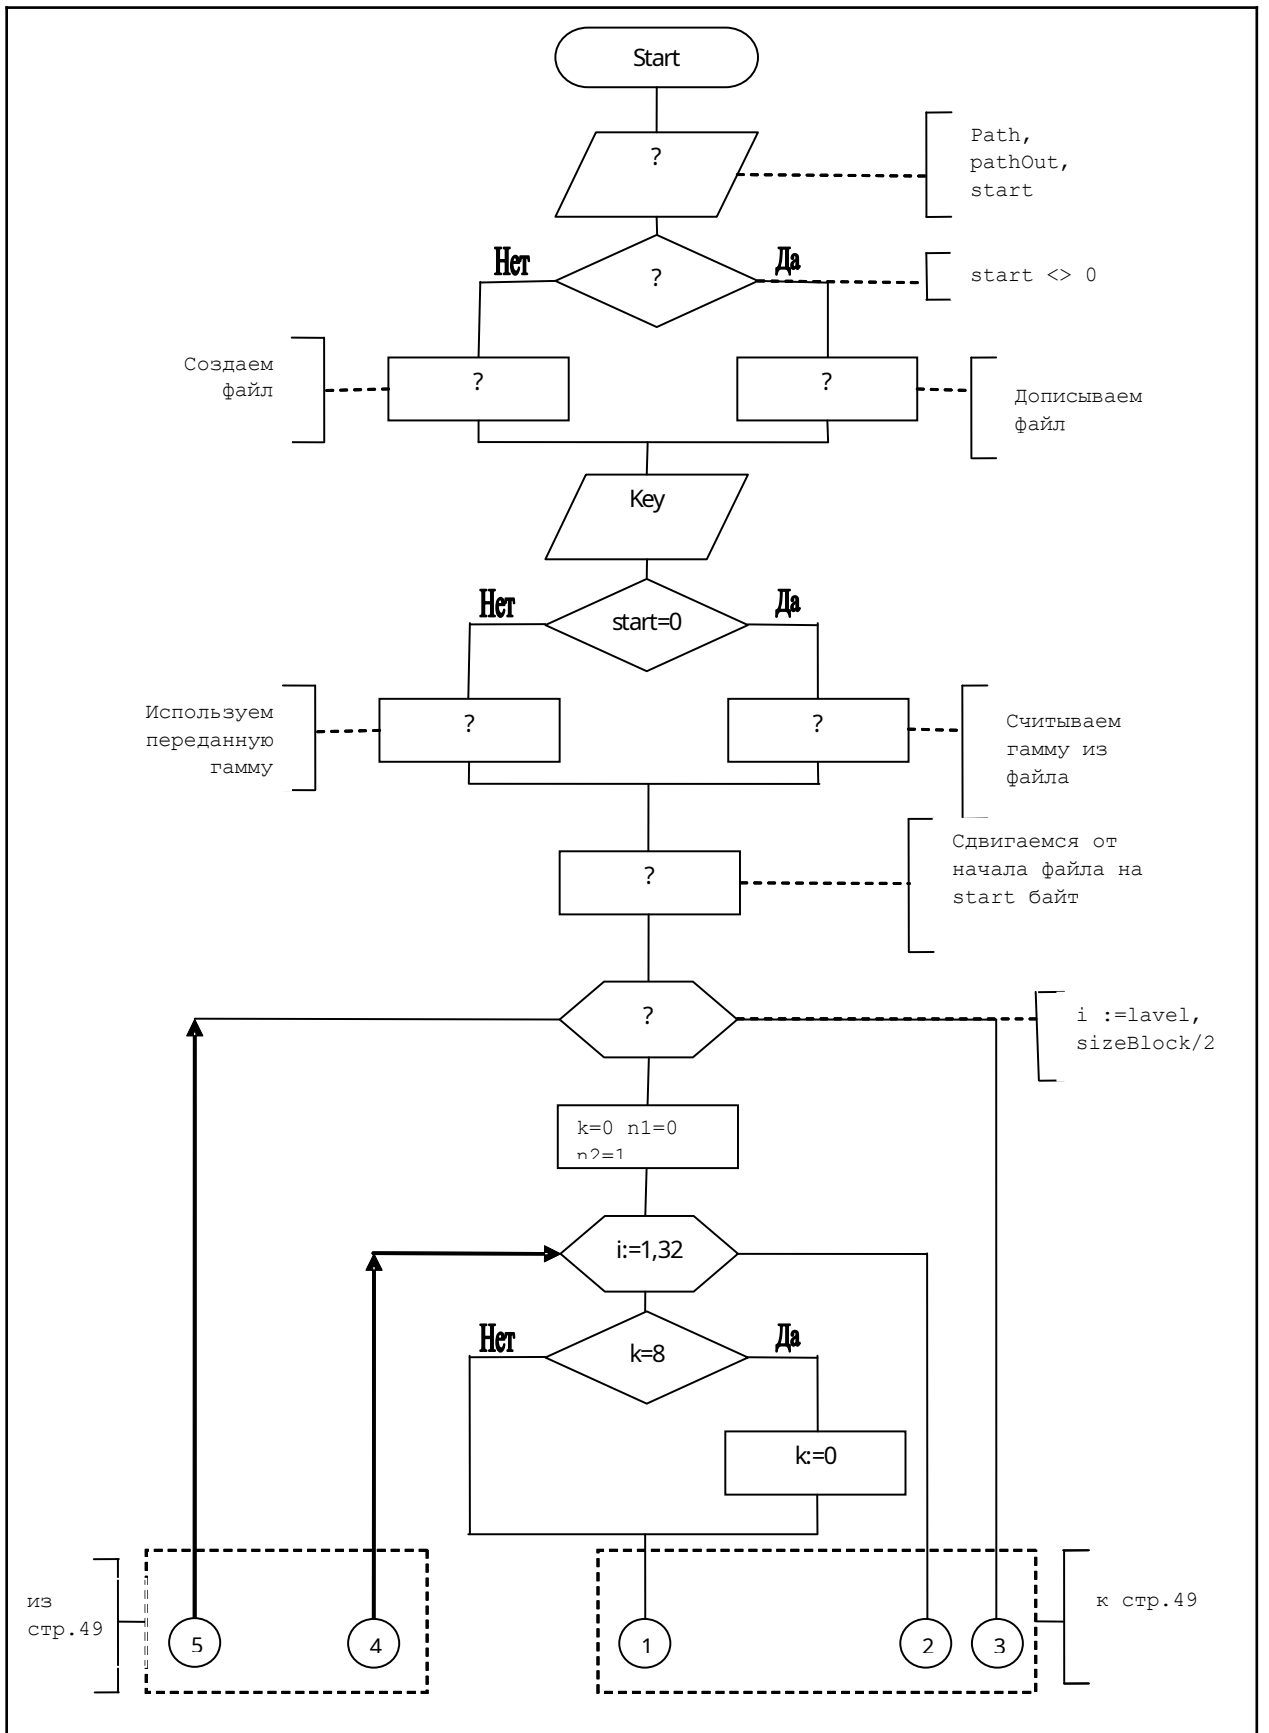 Start
?
Path,
pathOut,
start
Нет
Да
?
start <> 0
Создаем
файл
?
?
Дописываем
файл
Key
Нет
Да
start=0
Используем
переданную
гамму
?
?
Считываем
гамму из
файла
?
Сдвигаемся от
начала файла на
start байт
?
i :=lavel,
sizeBlock/2
k=0 n1=0
n2=1
i:=1,32
Нет
Да
k=8
k:=0
из
стр.49
5
4
1
2
3
к стр.49